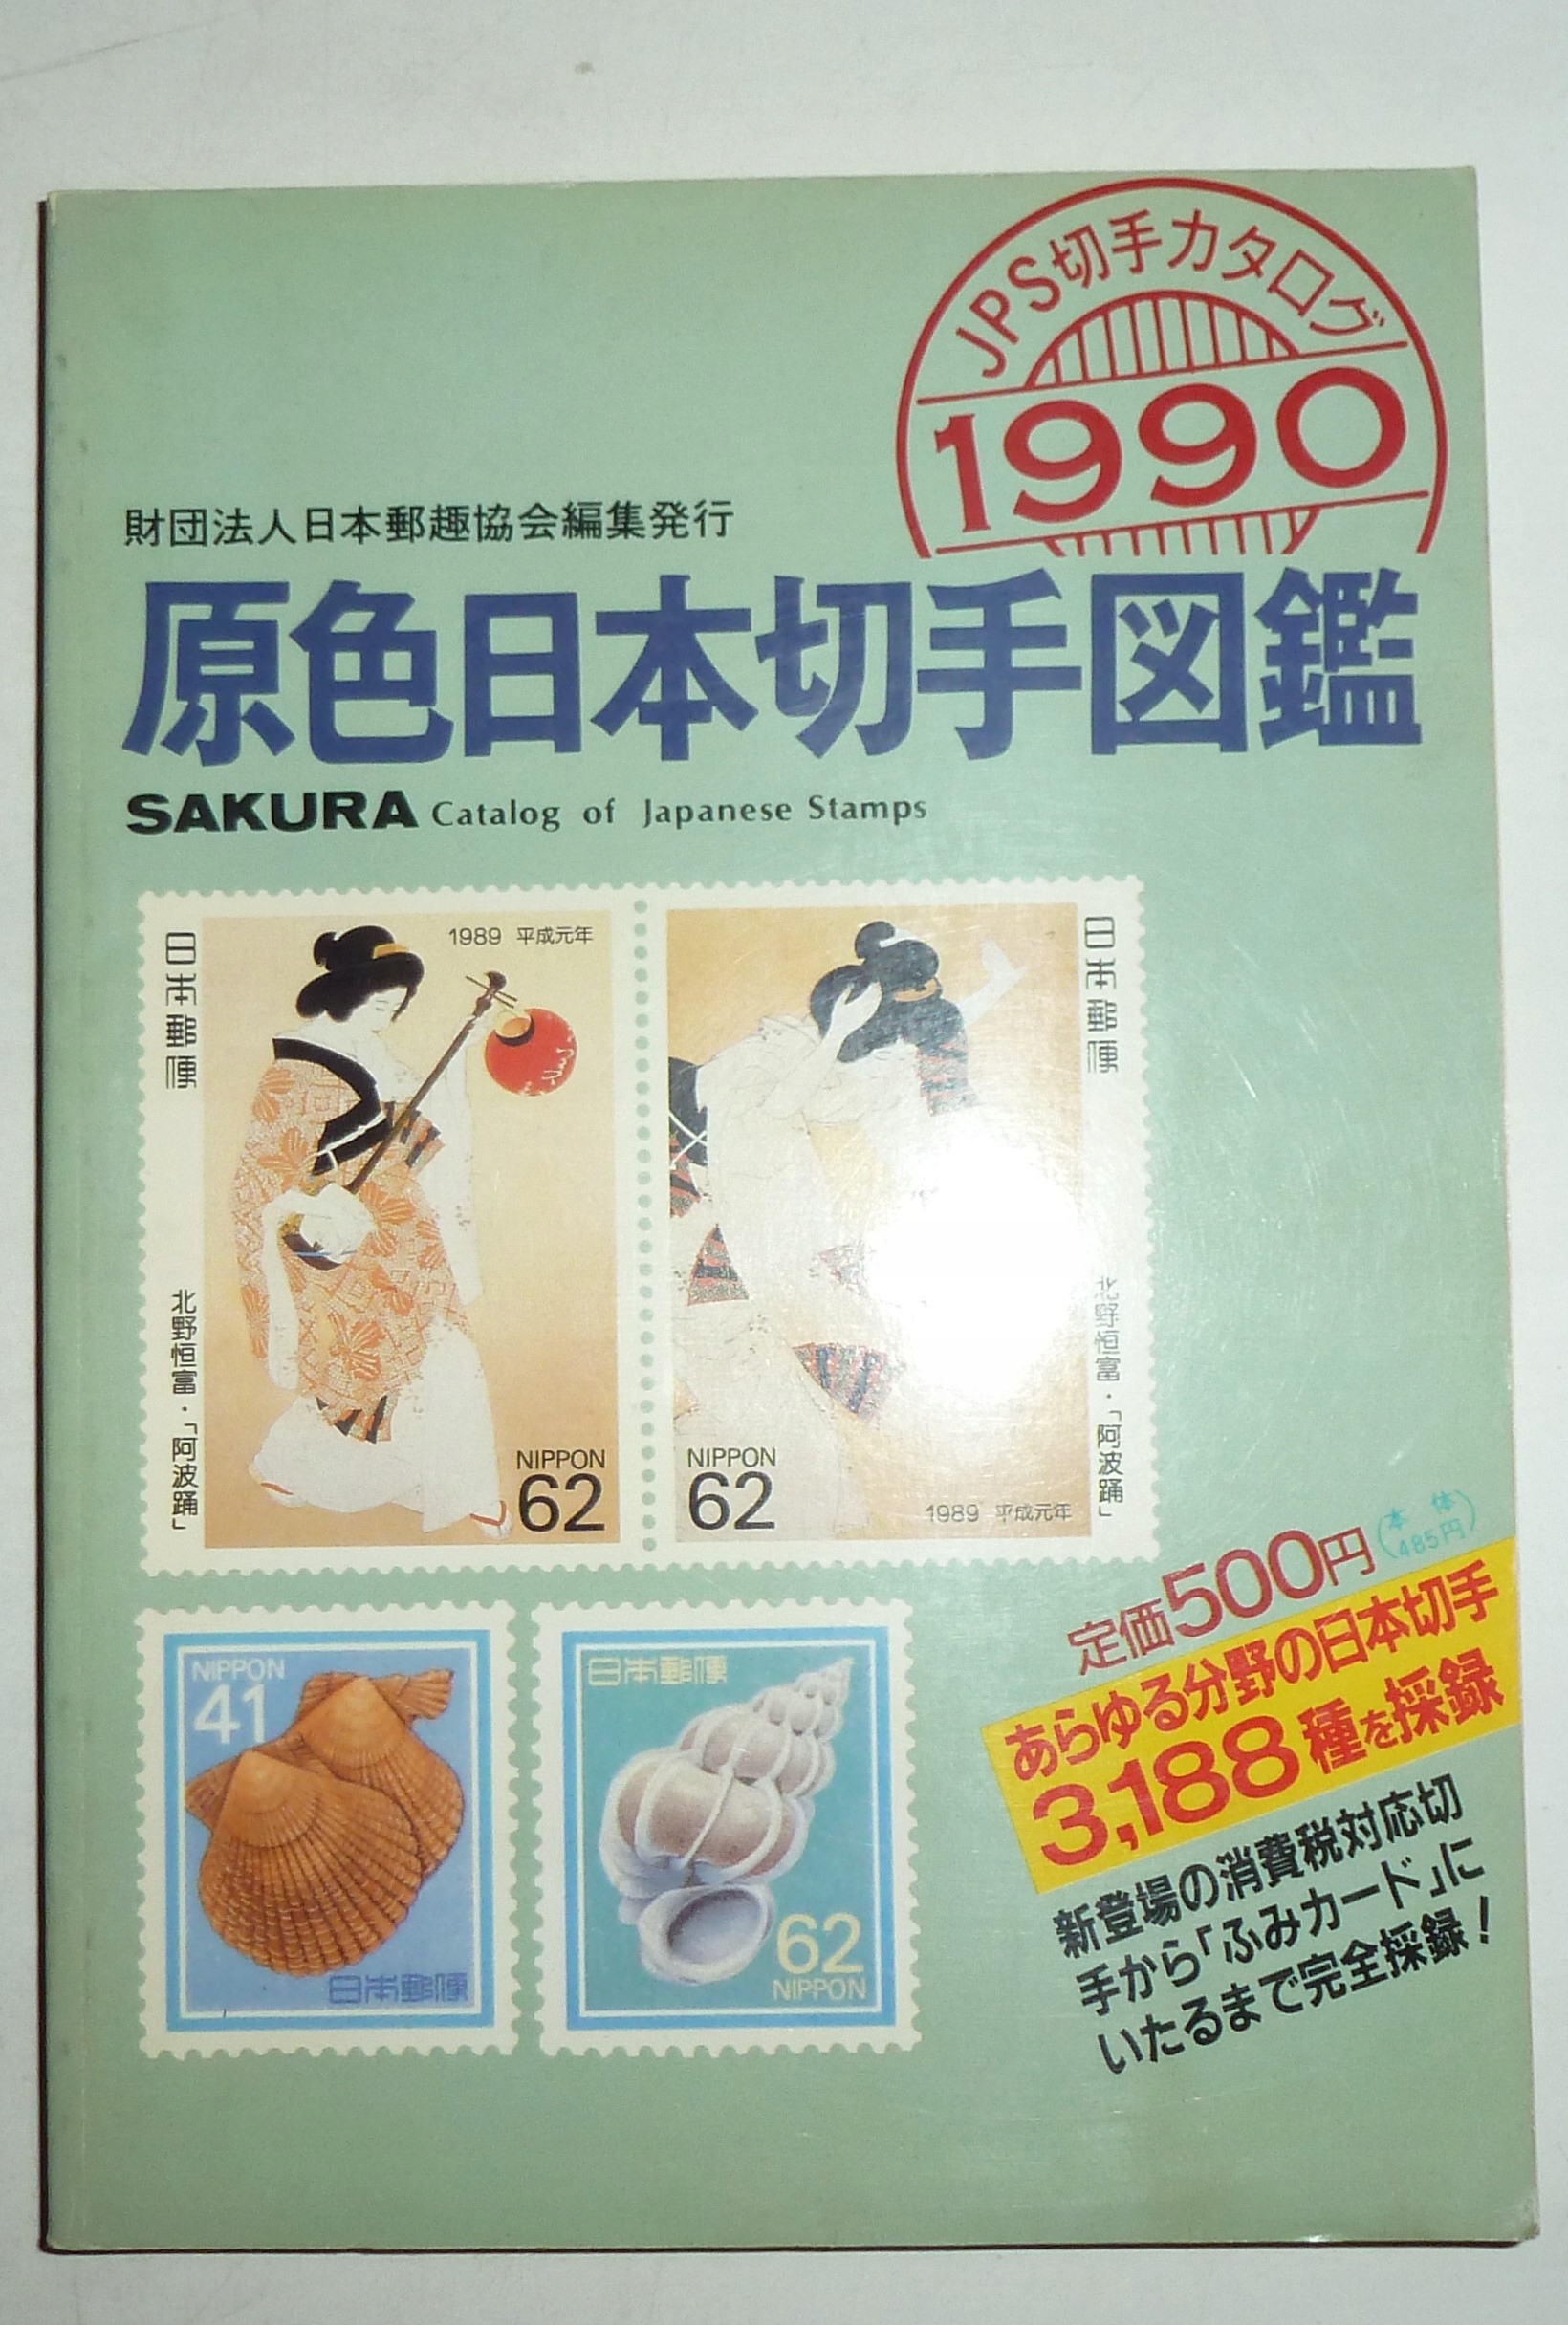 JPS切手カタログ
1990
財団法人日本郵趣協会編集発行
原色日本切手図鑑
SAKURA Catalog of Japanese Stamps
1989 平成元年
日本郵便
北野恒富・「阿波踊」
NIPPON
62
日本郵便
北野恒富・「阿波踊」
NIPPON
62
1989 平成元年
NIPPON
41
日本郵便
日本郵便
62
NIPPON
定価500円(本体485円)
あらゆる分野の日本切手
3,188種を採録
新登場の消費税対応切
手から「ふみカード」に
いたるまで完全採録!